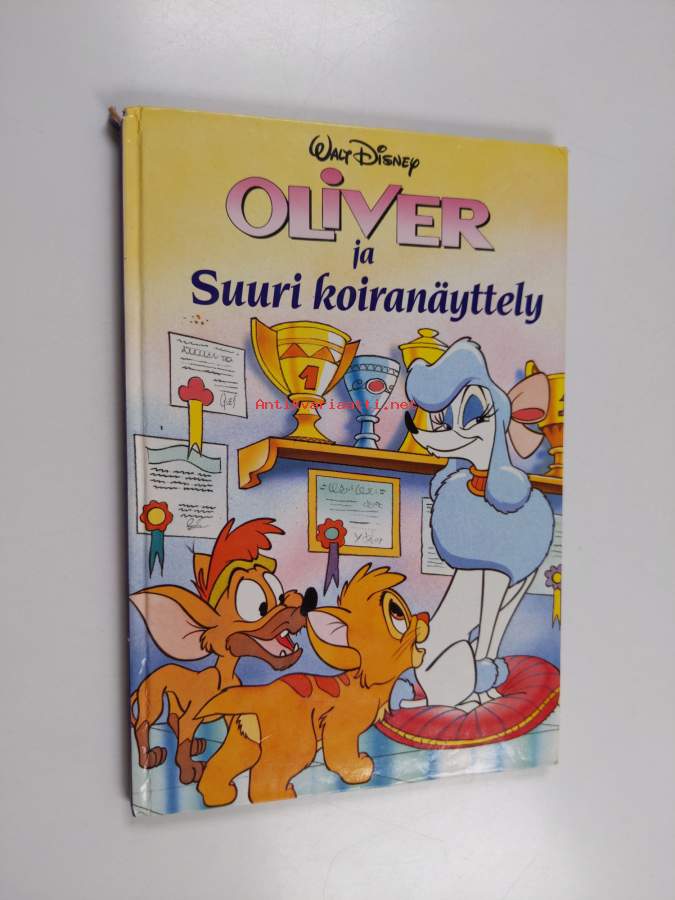 WALT DISNEY
OLiVER
ja
Suuri koiranäyttely
1
Antikvariaatti.net